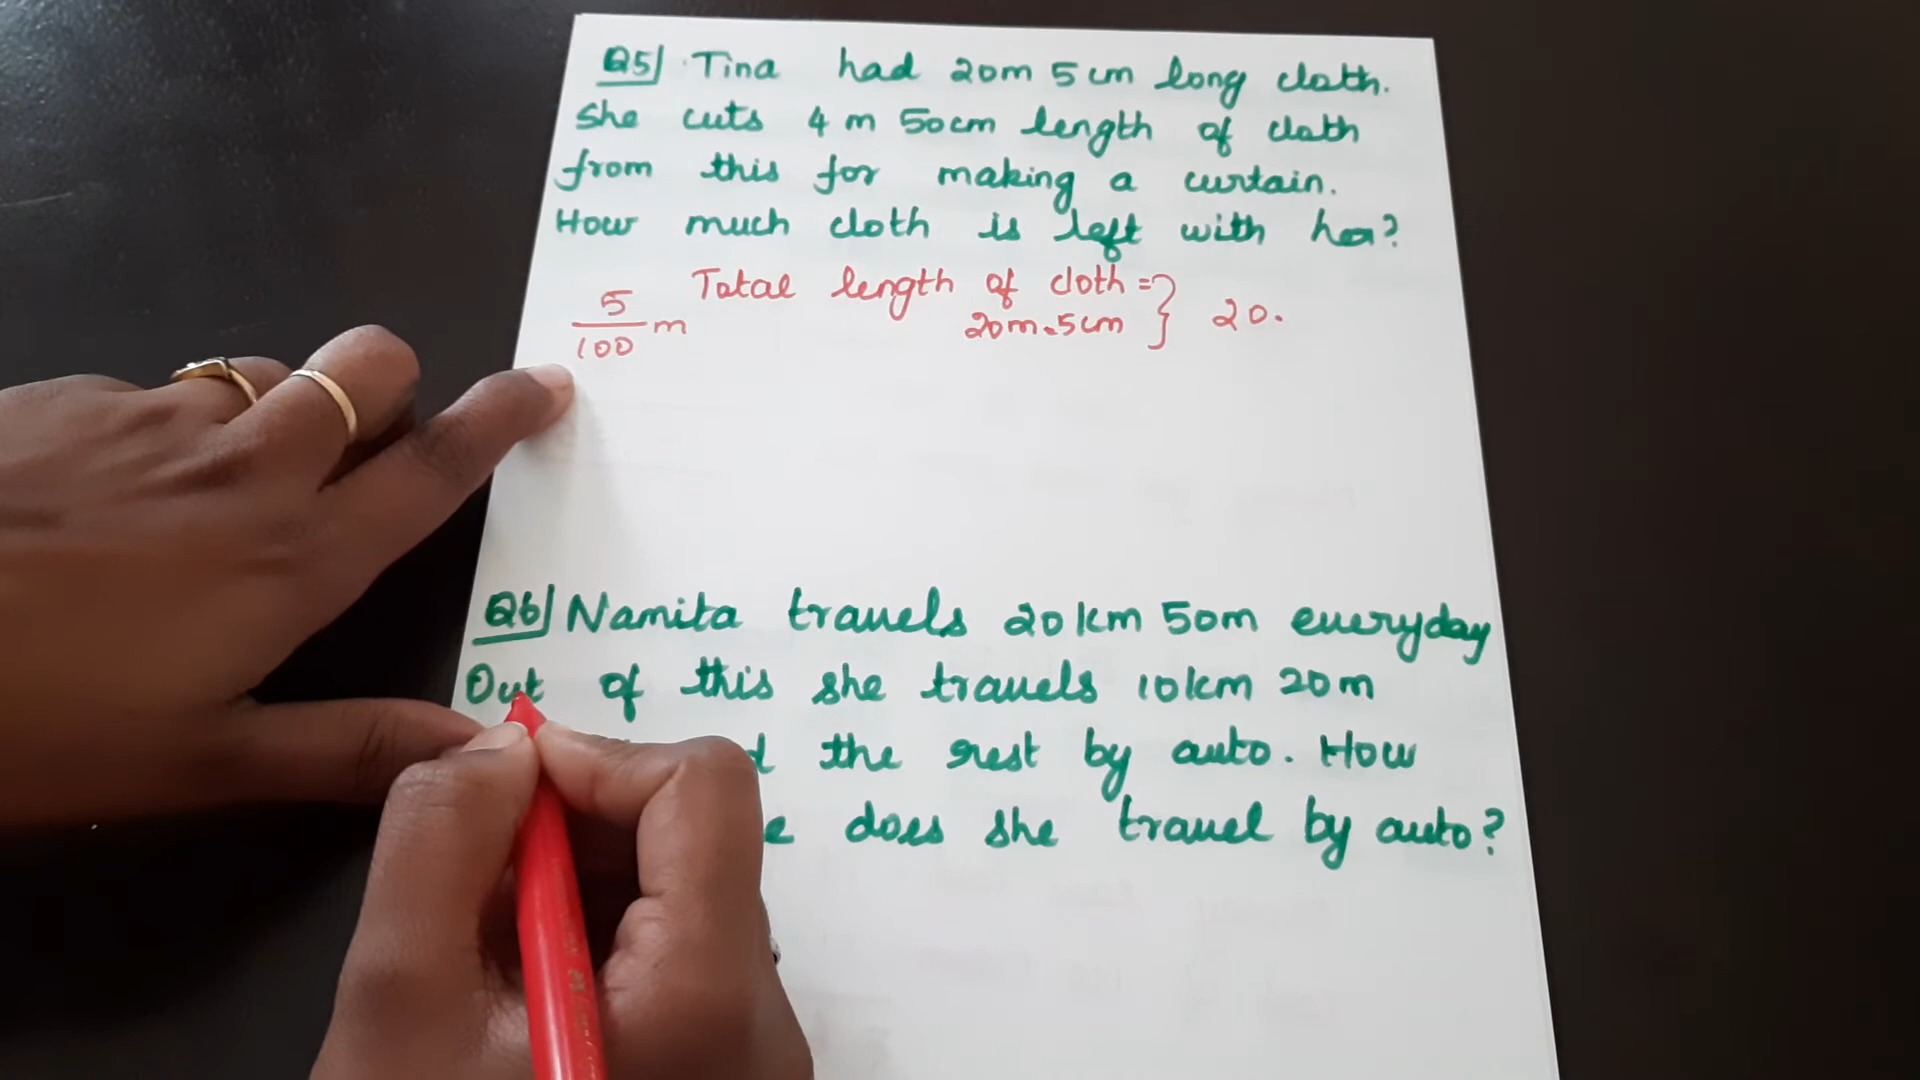 Q5 Tina had 20m 5cm long cloth.
She cuts 4m 50cm length of cloth
from this for making a curtain.
How much cloth is left with her?
Total length of cloth =
20m.5cm } 20.
5
100 m
Q6 Namita travels 20km 50m everyday
Out of this she travels 10km 20m
the rest by auto. How
does she travel by auto?